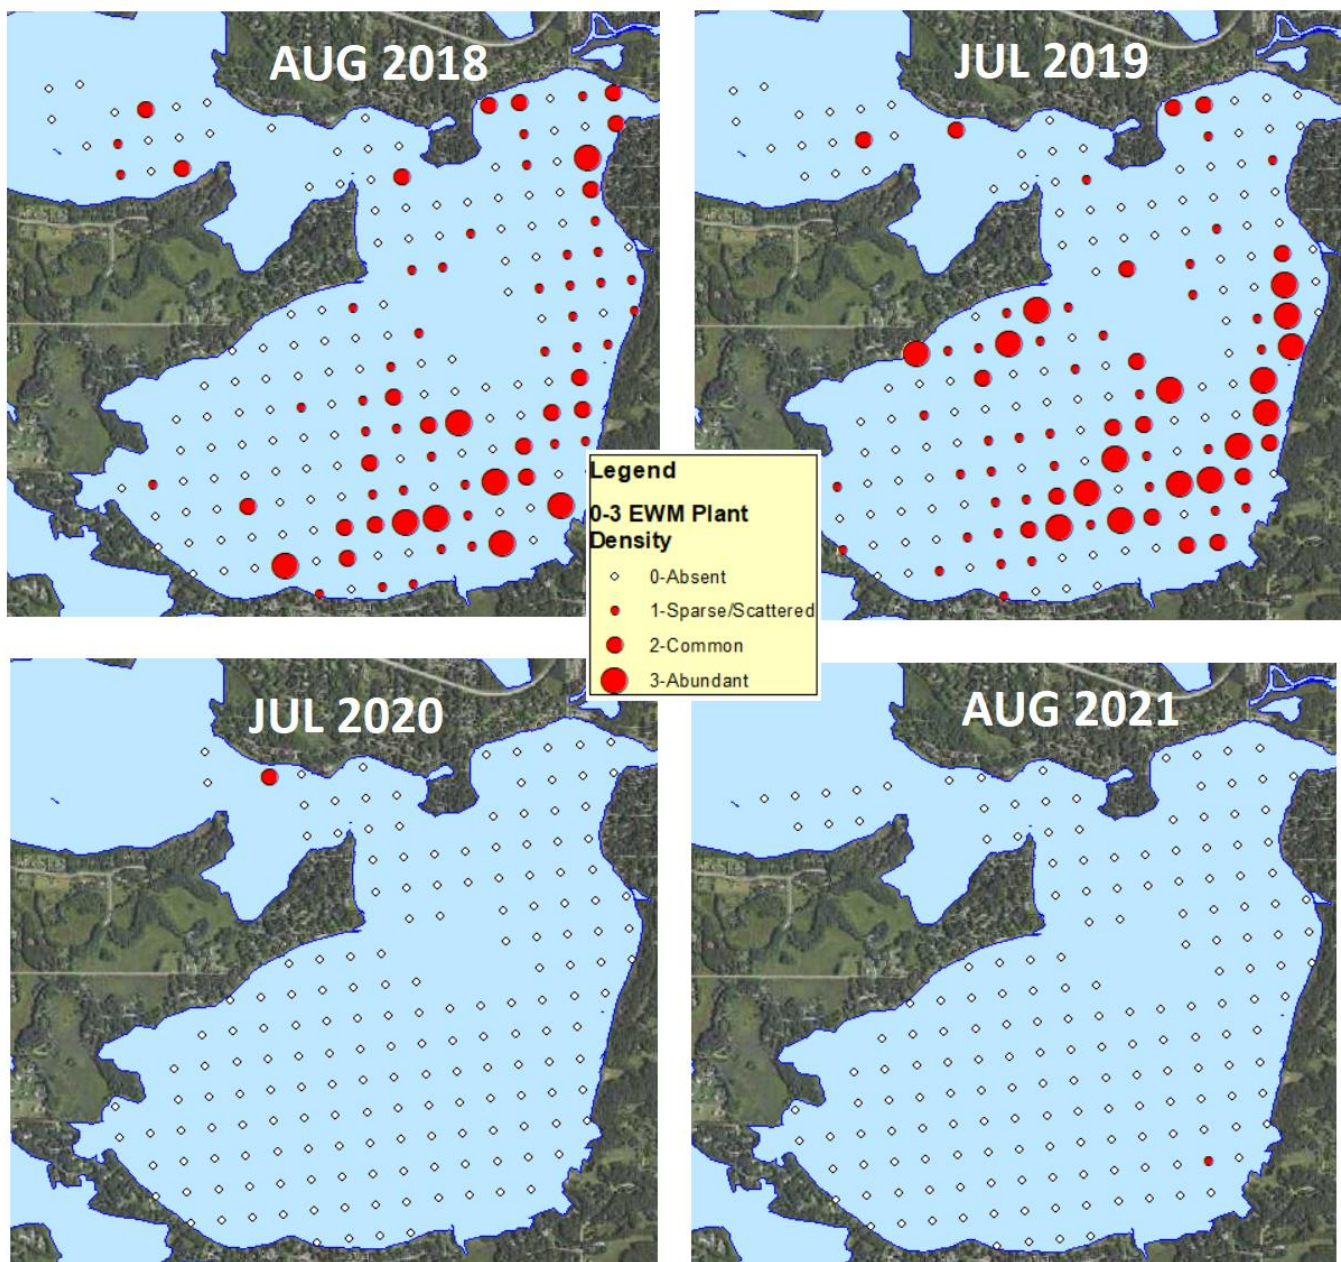 AUG 2018
JUL 2019
Legend
0-3 EWM Plant
Density
0-Absent
1-Sparse/Scattered
2-Common
3-Abundant
JUL 2020
AUG 2021